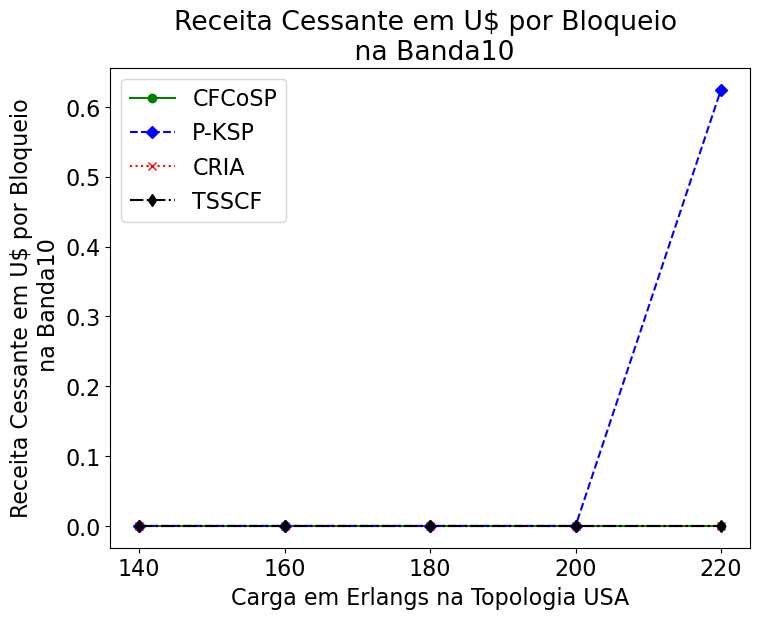 Receita Cessante em U$ por Bloqueio
na Banda10
Receita Cessante em U$ por Bloqueio
na Banda10
CFCoSP
P-KSP
CRIA
TSSCF
0.6
0.5
0.4
0.3
0.2
0.1
0.0
140
160
180
200
220
Carga em Erlangs na Topologia USA